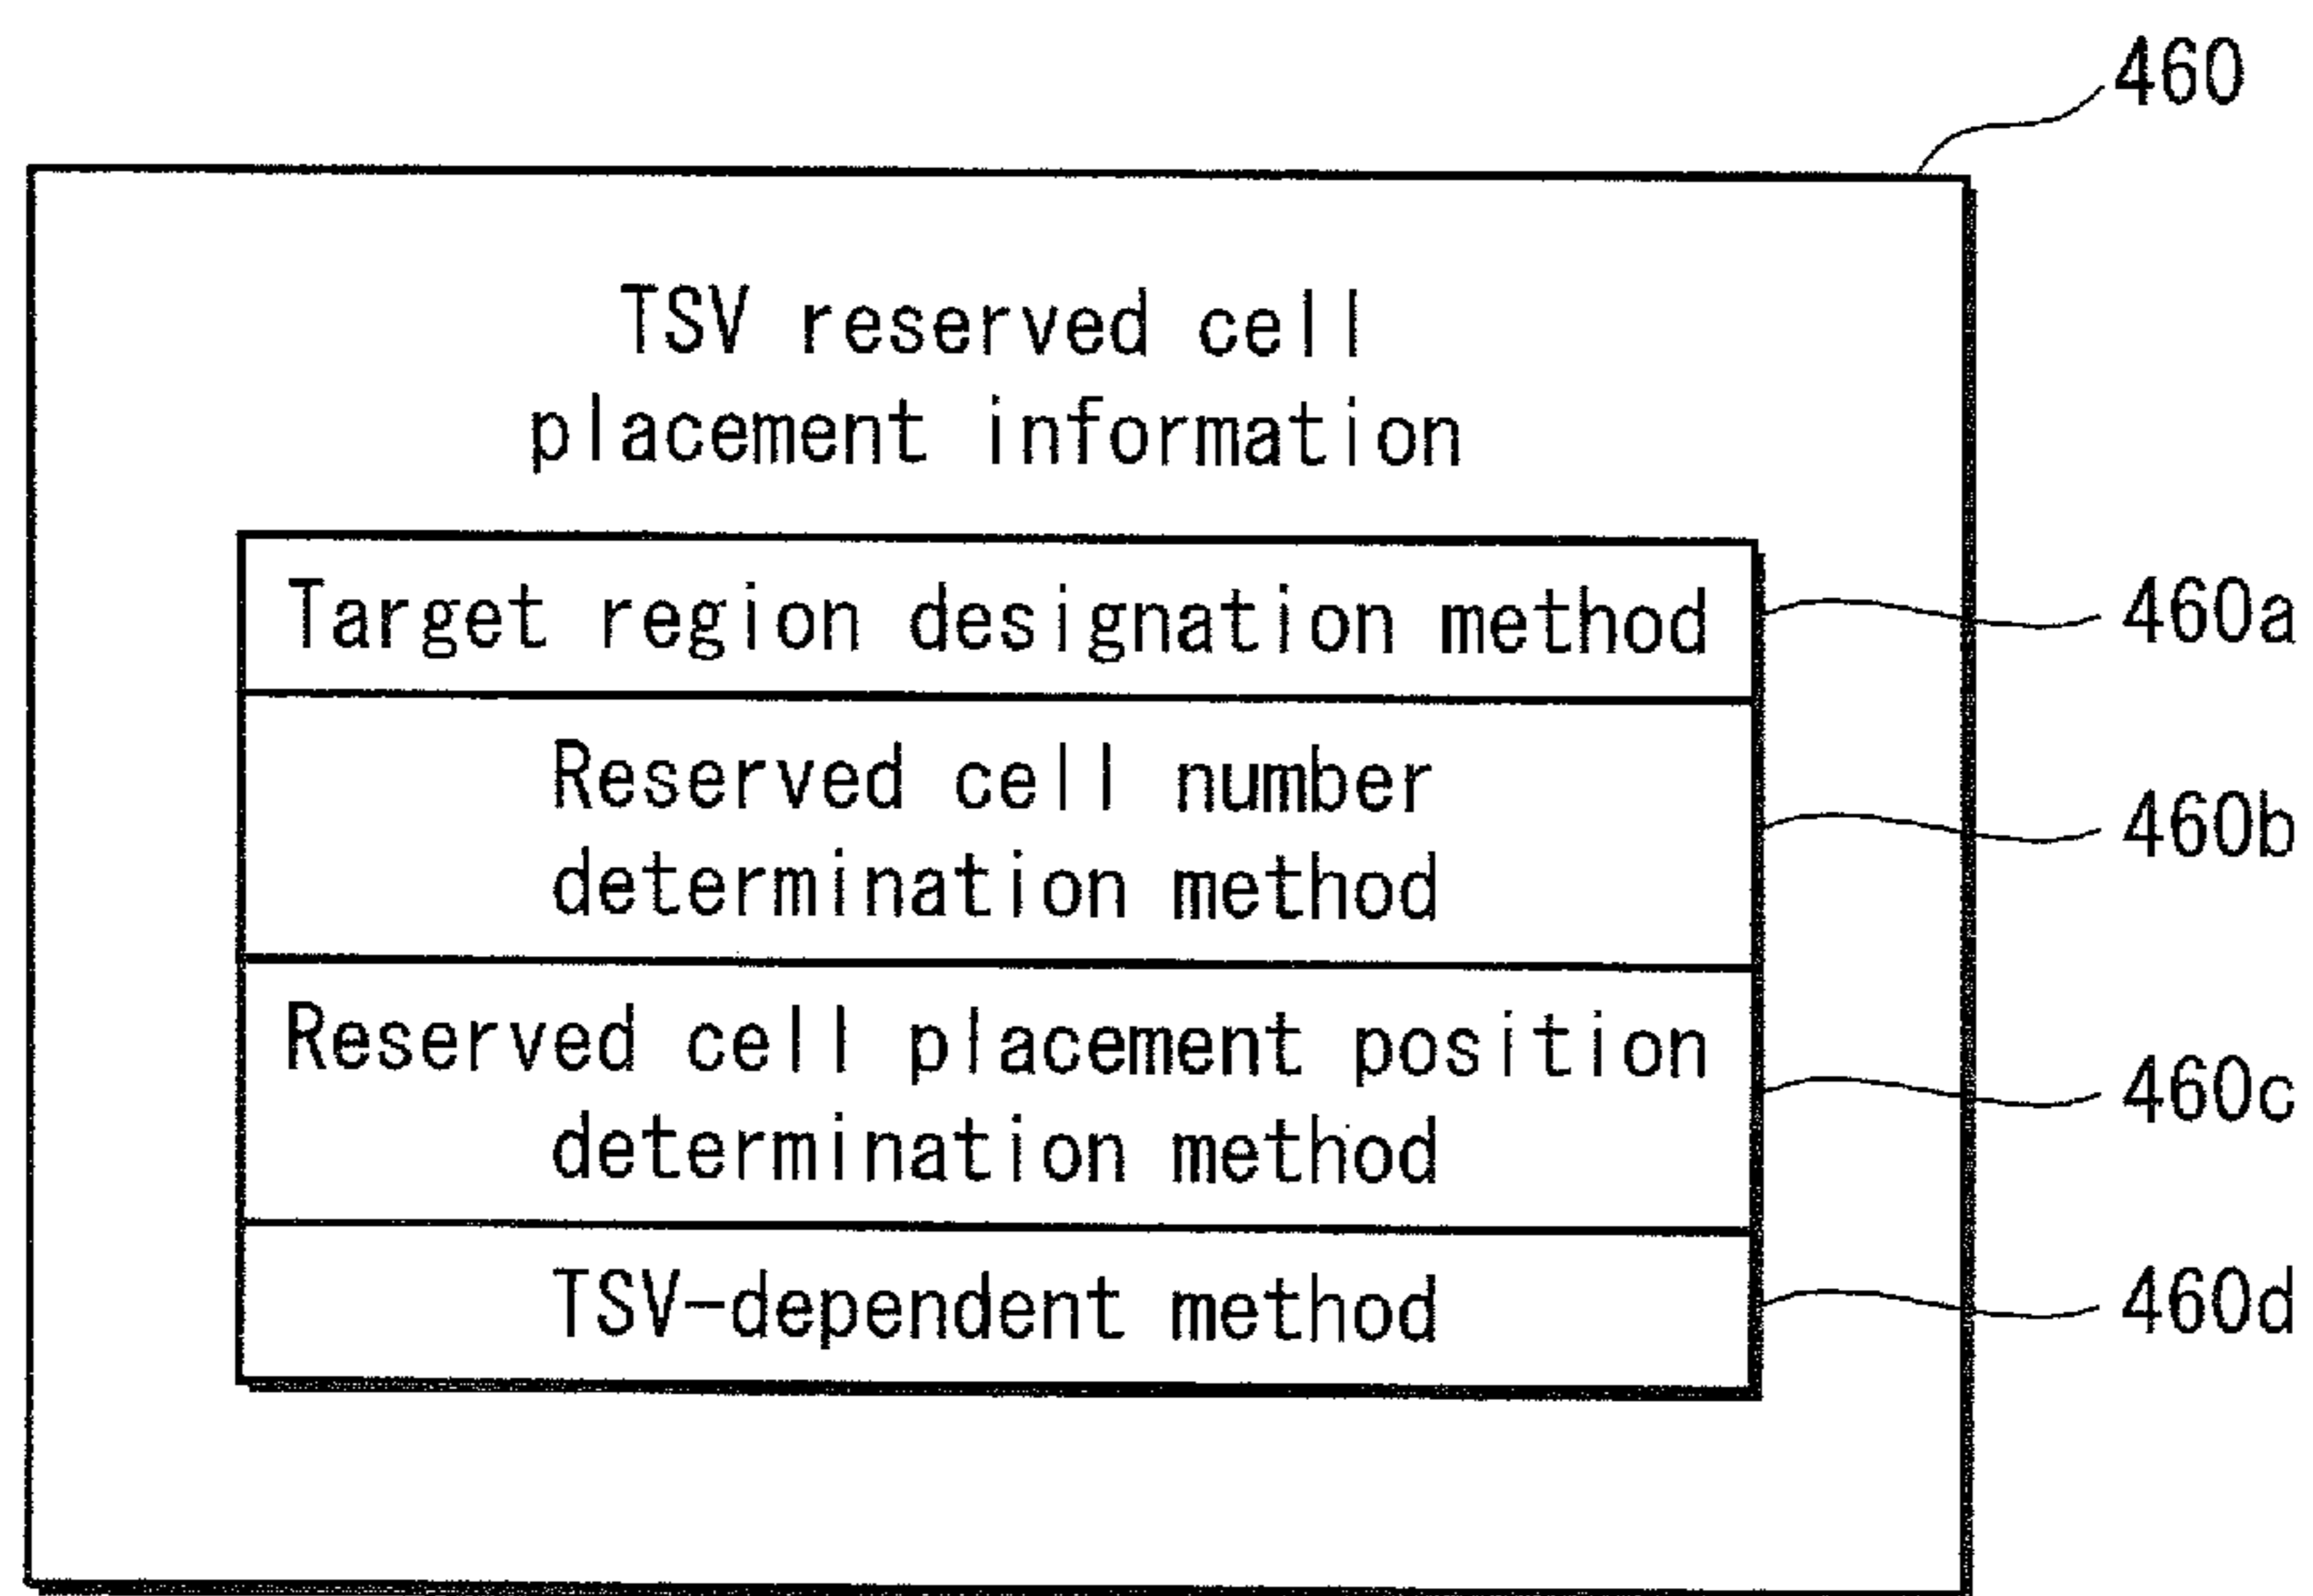 460
TSV reserved cell
placement information
Target region designation method
460a
Reserved cell number
determination method
460b
Reserved cell placement position
determination method
460c
TSV-dependent method
460d